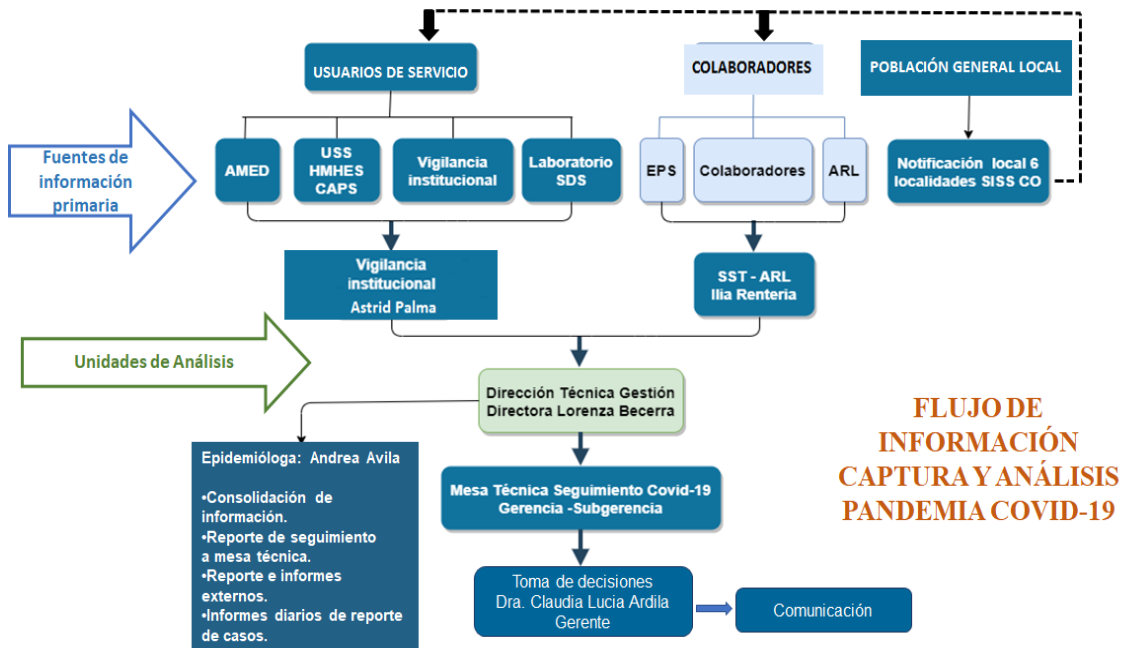 USUARIOS DE SERVICIO
COLABORADORES
POBLACIÓN GENERAL LOCAL
Fuentes de
información
primaria
AMED
USS
HMHES
CAPS
Vigilancia
institucional
Laboratorio
SDS
EPS
Colaboradores
ARL
Notificación local 6
localidades SISS CO
Vigilancia
institucional
Astrid Palma
SST - ARL
Ilia Renteria
Unidades de Análisis
Dirección Técnica Gestión
Directora Lorenza Becerra
FLUJO DE
INFORMACIÓN
CAPTURA Y ANÁLISIS
PANDEMIA COVID-19
Epidemióloga: Andrea Avila
•Consolidación de
información.
•Reporte de seguimiento
a mesa técnica.
•Reporte e informes
externos.
•Informes diarios de reporte
de casos.
Mesa Técnica Seguimiento Covid-19
Gerencia -Subgerencia
Toma de decisiones
Dra. Claudia Lucia Ardila
Gerente
Comunicación